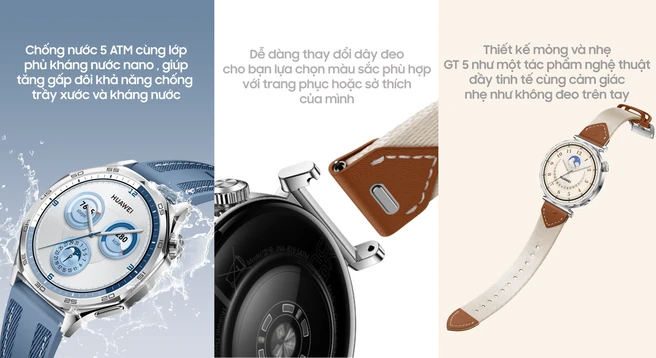 Chống nước 5 ATM cùng lớp
phủ kháng nước nano , giúp
tăng gấp đôi khả năng chống
trầy xước và kháng nước
HUAWEI
Dễ dàng thay đổi dây đeo
cho bạn lựa chọn màu sắc phù hợp
với trang phục hoặc sở thích
của mình
Thiết kế mỏng và nhẹ
GT 5 như một tác phẩm nghệ thuật
đầy tinh tế cùng cảm giác
nhẹ như không đeo trên tay